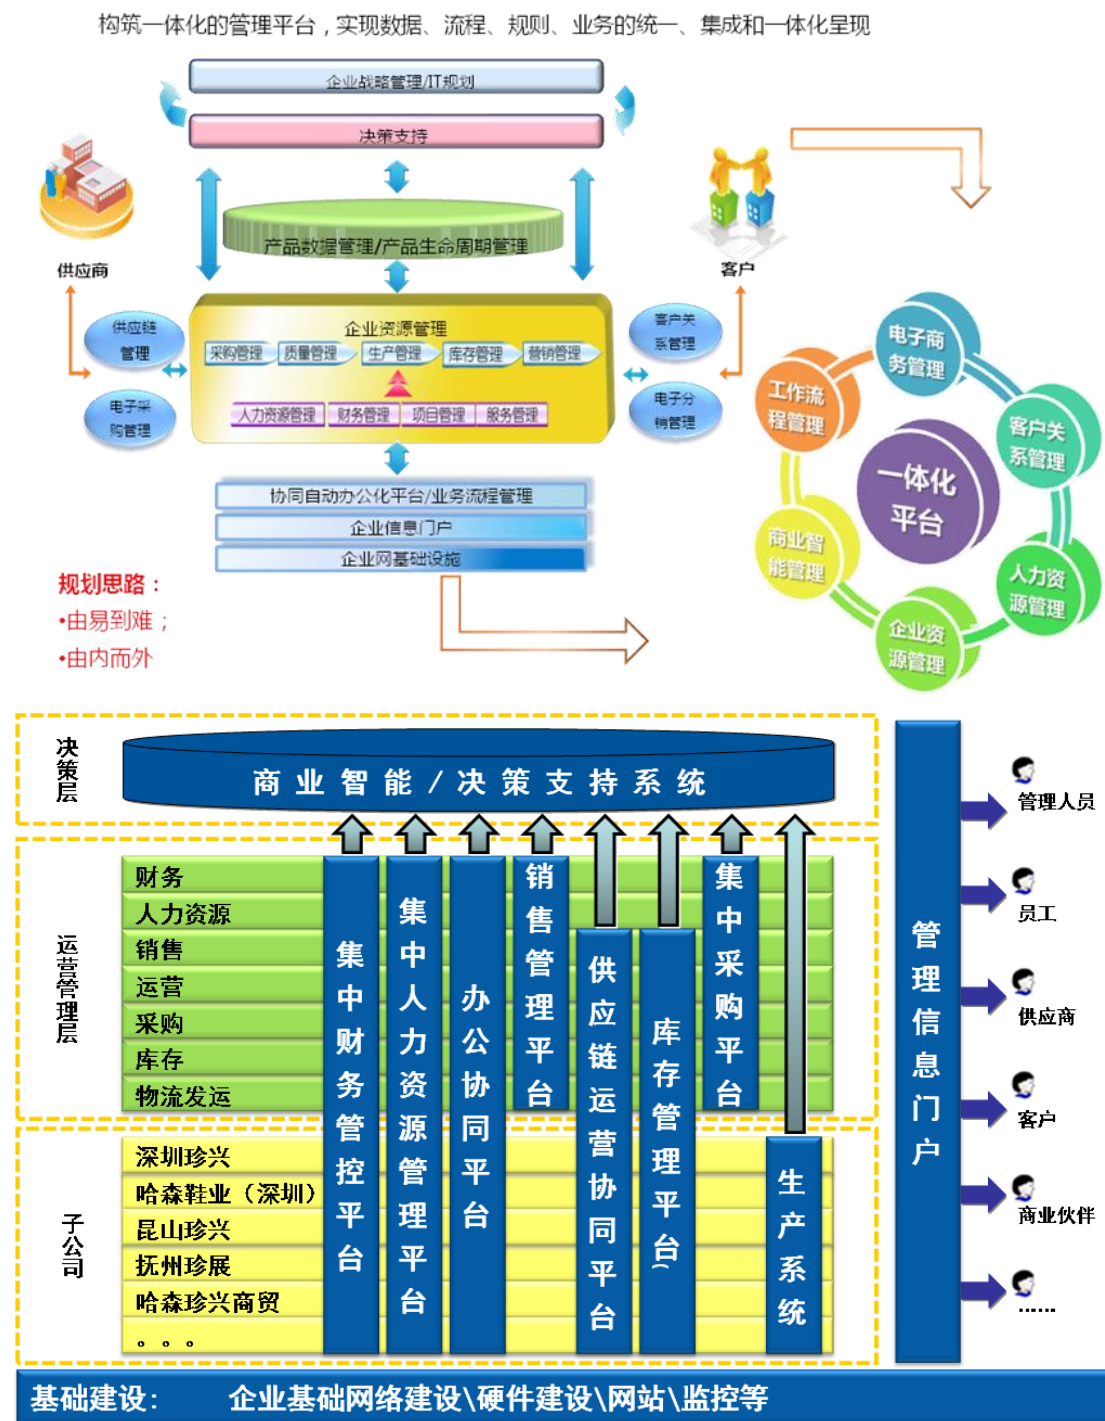 构筑一体化的管理平台，实现数据、流程、规则、业务的统一、集成和一体化呈现
企业战略管理/IT规划
决策支持
产品数据管理/产品生命周期管理
供应商
客户
供应链
管理
电子采
购管理
企业资源管理
采购管理
质量管理
生产管理
库存管理
营销管理
人力资源管理
财务管理
项目管理
服务管理
客户关
系管理
电子分
销管理
协同自动办公化平台/业务流程管理
企业信息门户
企业网基础设施
规划思路：
•由易到难；
•由内而外
电子商
务管理
工作流
程管理
客户关
系管理
一体化
平台
商业智
能管理
人力资
源管理
企业资
源管理
决策层
商业智能/决策支持系统
运营管理层
财务
人力资源
销售
运营
采购
库存
物流发运
子公司
深圳珍兴
哈森鞋业（深圳）
昆山珍兴
抚州珍展
哈森珍兴商贸
。。。
集中财务管控平台
集中人力资源管理平台
办公协同平台
销售管理平台
供应链运营协同平台
库存管理平台(
集中采购平台
生产系统
管理信息门户
管理人员
员工
供应商
客户
商业伙伴
……
基础建设： 企业基础网络建设\硬件建设\网站\监控等